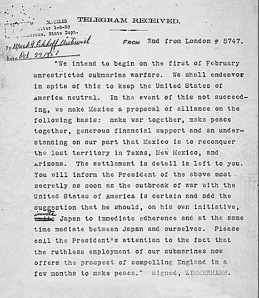 TELEGRAM RECEIVED.
FROM 2nd from London # 5747.
"We intend to begin on the first of February
unrestricted submarine warfare. We shall endeavor
in spite of this to keep the United States of
America neutral. In the event of this not succeed-
ing, we make Mexico a proposal of alliance on the
following basis: make war together, make peace
together, generous financial support and an under-
standing on our part that Mexico is to reconquer
the lost territory in Texas, New Mexico, and
Arizona. The settlement in detail is left to you.
You will inform the President of the above most
secretly as soon as the outbreak of war with the
United States of America is certain and add the
suggestion that he should, on his own initiative,
invite Japan to immediate adherence and at the same
time mediate between Japan and ourselves. Please
call the President's attention to the fact that
the ruthless employment of our submarines now
offers the prospect of compelling England in a
few months to make peace." Signed, ZIMMERMANN.